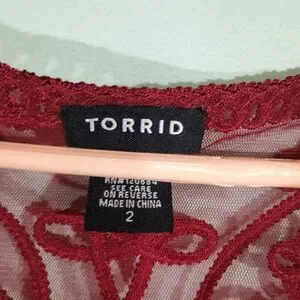 TORRID
RN#120884
SEE CARE
ON REVERSE
MADE IN CHINA
2